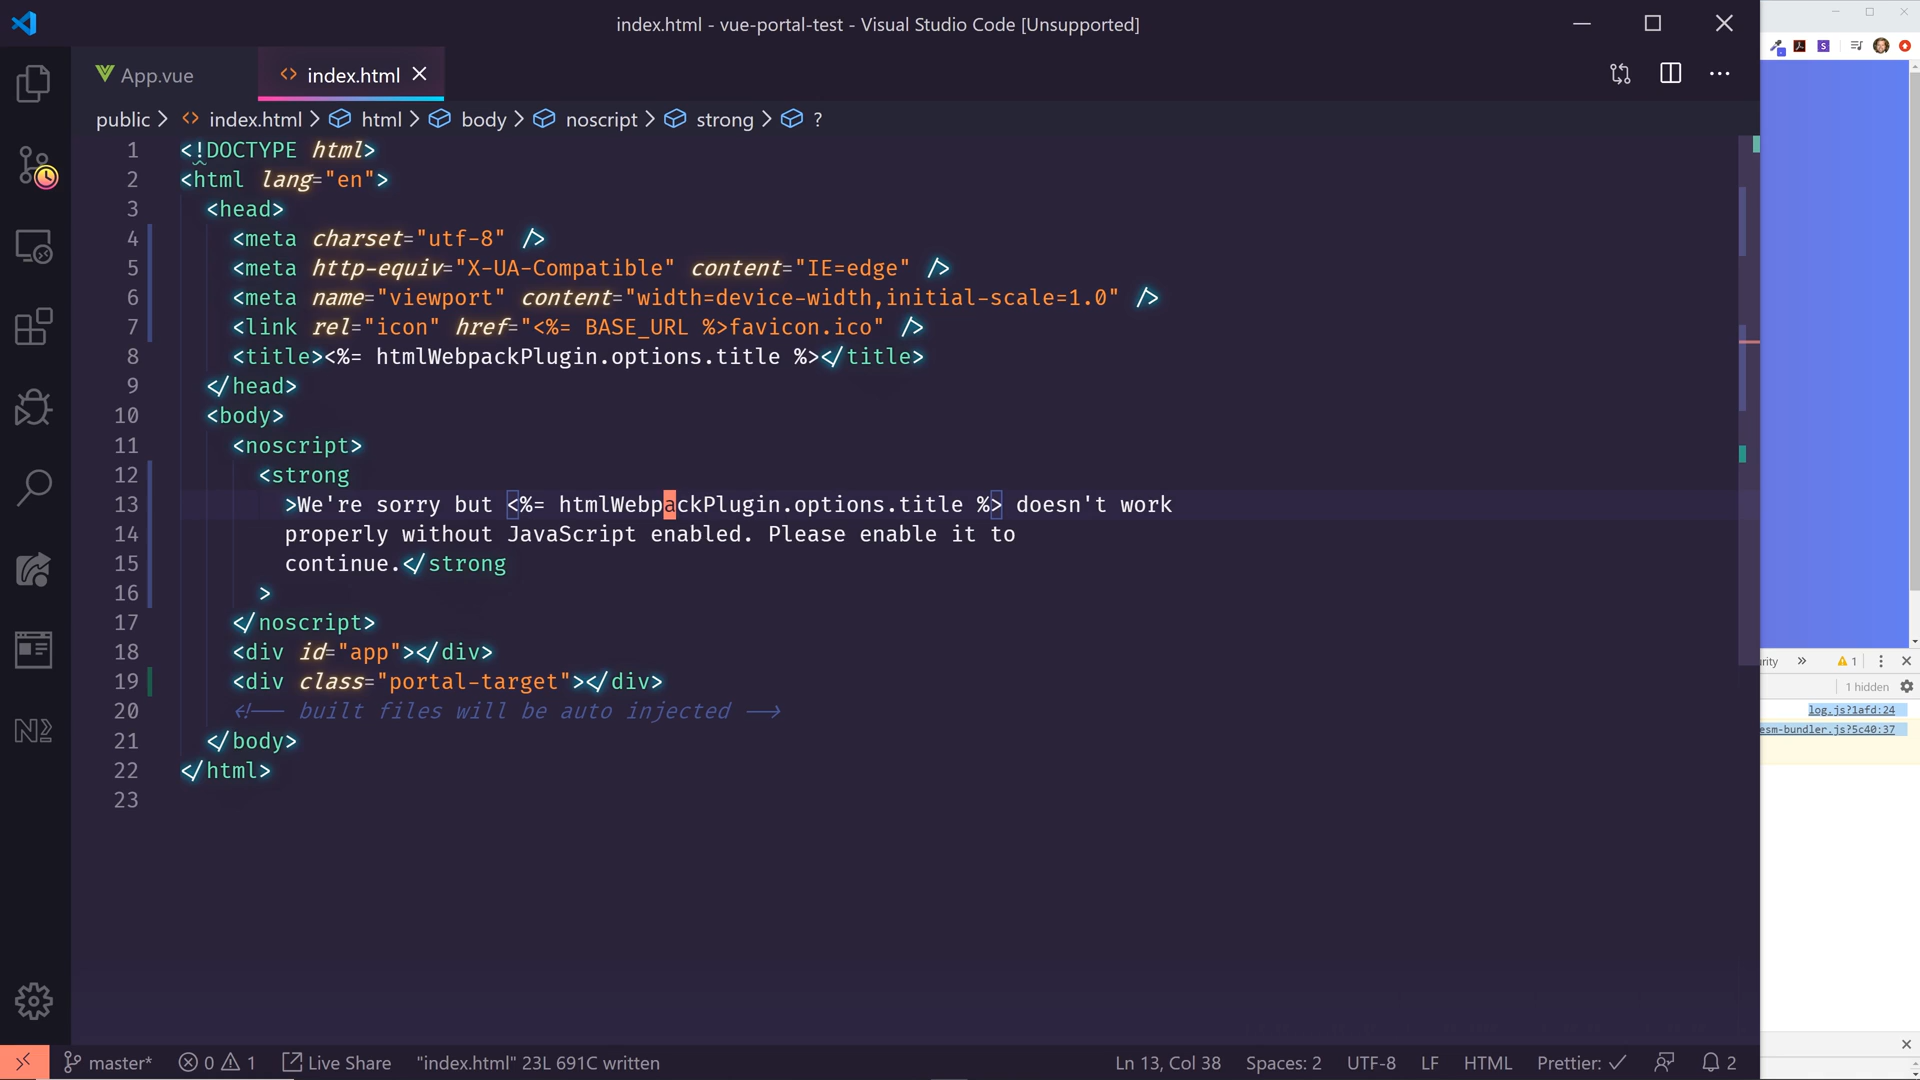 index.html - vue-portal-test - Visual Studio Code [Unsupported]
App.vue
index.html
public > index.html > html > body > noscript > strong > ?
1 <!DOCTYPE html>
2 <html lang="en">
3 <head>
4 <meta charset="utf-8" />
5 <meta http-equiv="X-UA-Compatible" content="IE=edge" />
6 <meta name="viewport" content="width=device-width,initial-scale=1.0" />
7 <link rel="icon" href="<%= BASE_URL %>favicon.ico" />
8 <title><%= htmlWebpackPlugin.options.title %></title>
9 </head>
10 <body>
11 <noscript>
12 <strong
13 >We're sorry but <%= htmlWebpackPlugin.options.title %> doesn't work
14 properly without JavaScript enabled. Please enable it to
15 continue.</strong
16 >
17 </noscript>
18 <div id="app"></div>
19 <div class="portal-target"></div>
20 <!-- built files will be auto injected -->
21 </body>
22 </html>
23
urity » 1
1 hidden
log.js?1afd:24
esm-bundler.js?5c40:37
master* 0 1 Live Share "index.html" 23L 691C written Ln 13, Col 38 Spaces: 2 UTF-8 LF HTML Prettier: ✓ 2